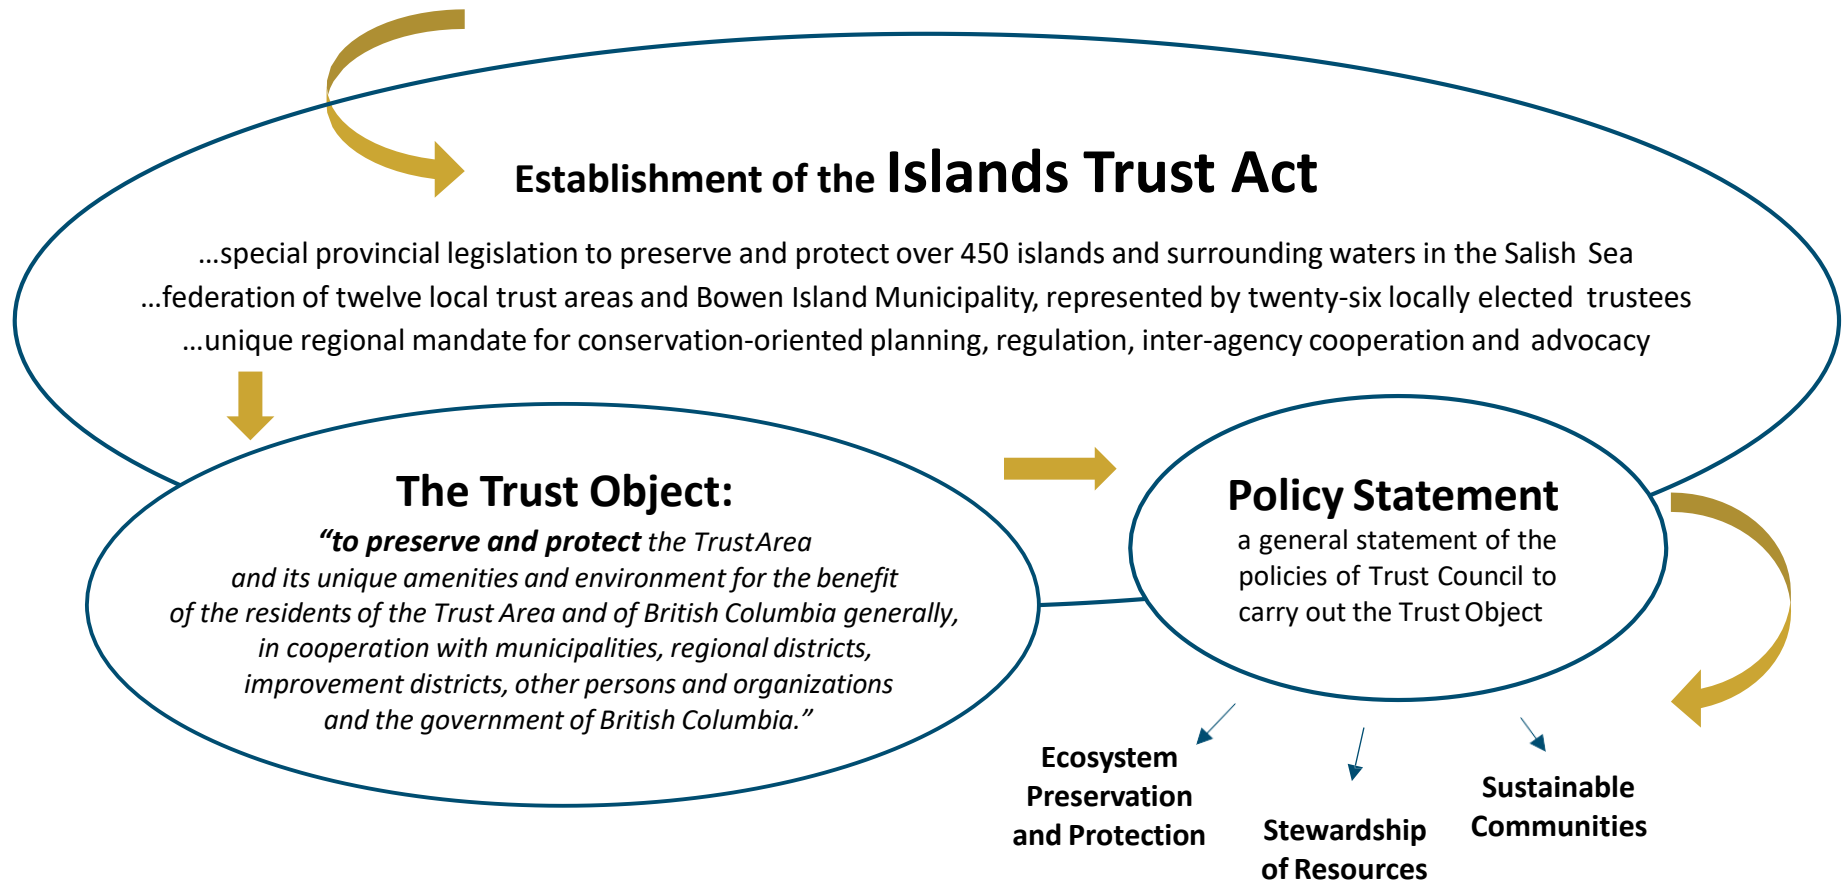 Establishment of the Islands Trust Act
...special provincial legislation to preserve and protect over 450 islands and surrounding waters in the Salish Sea
...federation of twelve local trust areas and Bowen Island Municipality, represented by twenty-six locally elected trustees
...unique regional mandate for conservation-oriented planning, regulation, inter-agency cooperation and advocacy
The Trust Object:
“to preserve and protect the Trust Area
and its unique amenities and environment for the benefit
of the residents of the Trust Area and of British Columbia generally,
in cooperation with municipalities, regional districts,
improvement districts, other persons and organizations
and the government of British Columbia.”
Policy Statement
a general statement of the
policies of Trust Council to
carry out the Trust Object
Ecosystem
Preservation
and Protection
Stewardship
of Resources
Sustainable
Communities